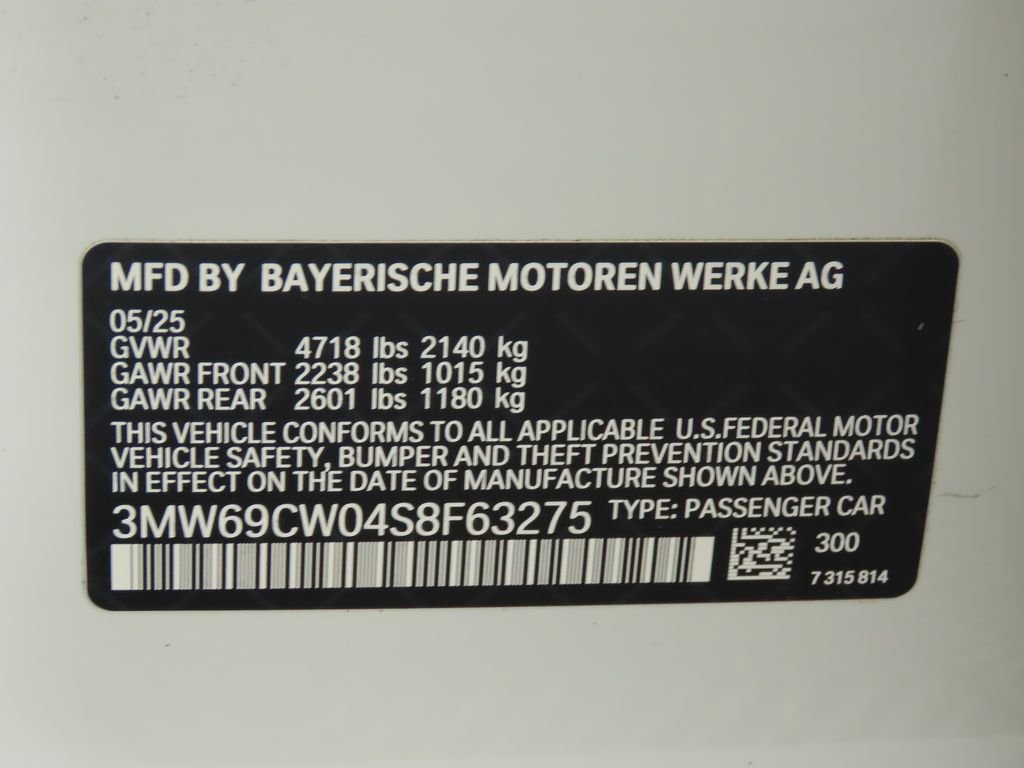 MFD BY BAYERISCHE MOTOREN WERKE AG
05/25
GVWR 4718 lbs 2140 kg
GAWR FRONT 2238 lbs 1015 kg
GAWR REAR 2601 lbs 1180 kg
THIS VEHICLE CONFORMS TO ALL APPLICABLE U.S.FEDERAL MOTOR
VEHICLE SAFETY, BUMPER AND THEFT PREVENTION STANDARDS
IN EFFECT ON THE DATE OF MANUFACTURE SHOWN ABOVE.
3MW69CW04S8F63275 TYPE: PASSENGER CAR
300
7 315 814